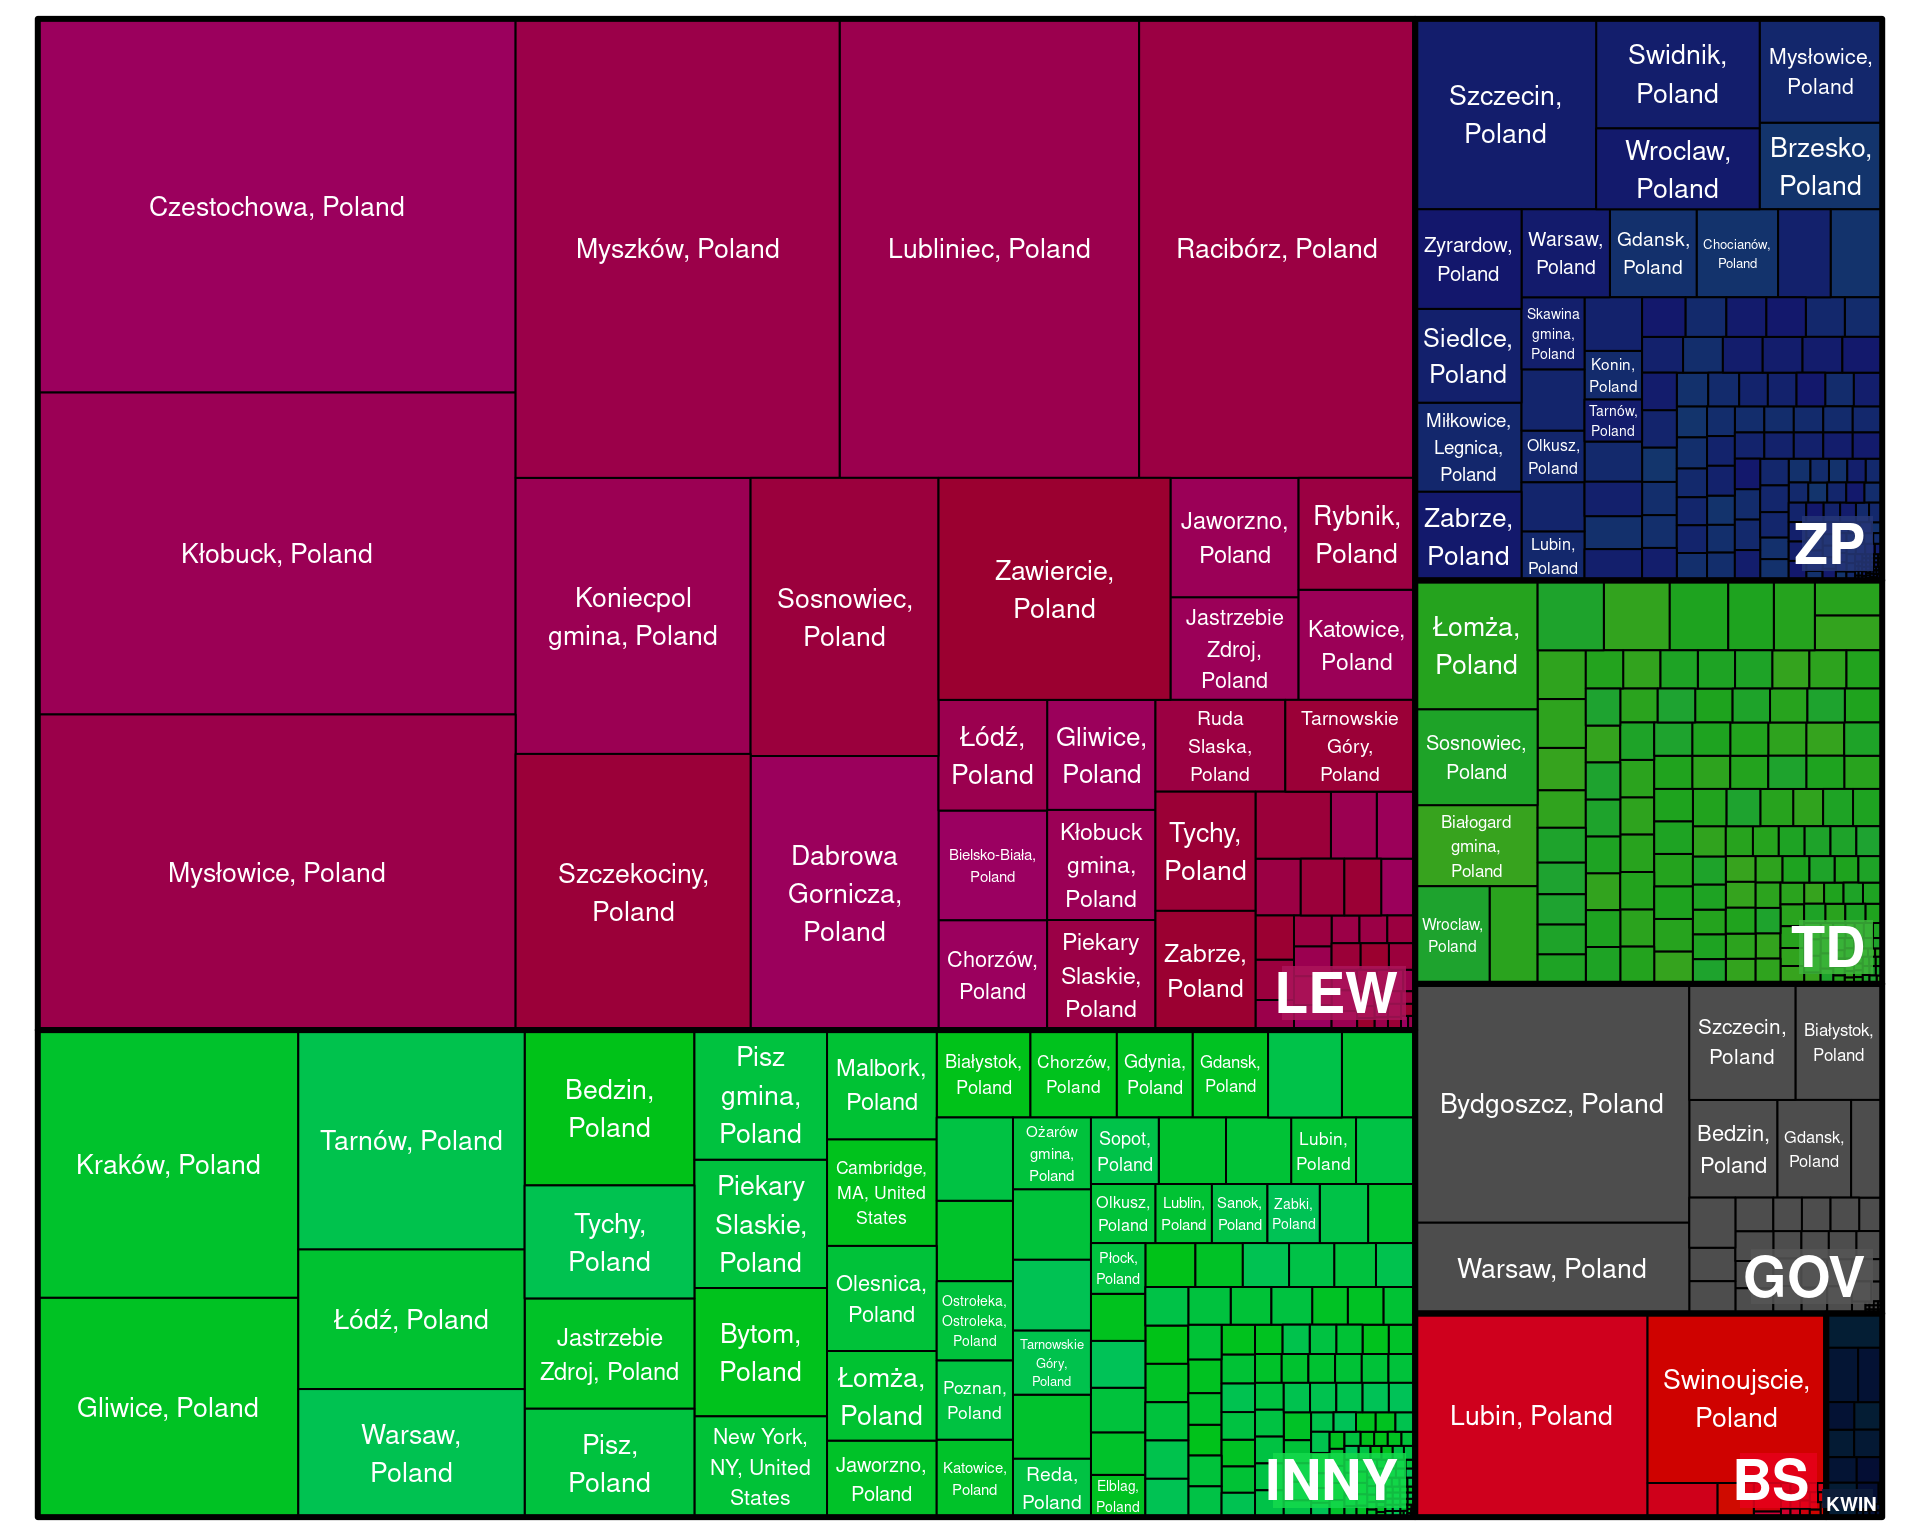 Czestochowa, Poland
Kłobuck, Poland
Mysłowice, Poland
Myszków, Poland
Lubliniec, Poland
Racibórz, Poland
Koniecpol
gmina, Poland
Szczekociny,
Poland
Sosnowiec,
Poland
Dabrowa
Gornicza,
Poland
Zawiercie,
Poland
Jaworzno,
Poland
Jastrzebie
Zdroj,
Poland
Rybnik,
Poland
Katowice,
Poland
Łódź,
Poland
Bielsko-Biała,
Poland
Chorzów,
Poland
Gliwice,
Poland
Kłobuck
gmina,
Poland
Piekary
Slaskie,
Poland
Ruda
Slaska,
Poland
Tarnowskie
Góry,
Poland
Tychy,
Poland
Zabrze,
Poland
LEW
Kraków, Poland
Gliwice, Poland
Tarnów, Poland
Łódź, Poland
Warsaw,
Poland
Bedzin,
Poland
Tychy,
Poland
Jastrzebie
Zdroj, Poland
Pisz,
Poland
Pisz
gmina,
Poland
Piekary
Slaskie,
Poland
Bytom,
Poland
New York,
NY, United
States
Malbork,
Poland
Cambridge,
MA, United
States
Olesnica,
Poland
Łomża,
Poland
Jaworzno,
Poland
Białystok,
Poland
Chorzów,
Poland
Gdynia,
Poland
Gdansk,
Poland
Ostrołeka,
Ostroleka,
Poland
Poznan,
Poland
Katowice,
Poland
Ożarów
gmina,
Poland
Tarnowskie
Góry,
Poland
Reda,
Poland
Sopot,
Poland
Lubin,
Poland
Olkusz,
Poland
Lublin,
Poland
Sanok,
Poland
Zabki,
Poland
Płock,
Poland
Elblag,
Poland
INNY
Szczecin,
Poland
Swidnik,
Poland
Wroclaw,
Poland
Mysłowice,
Poland
Brzesko,
Poland
Zyrardow,
Poland
Siedlce,
Poland
Miłkowice,
Legnica,
Poland
Zabrze,
Poland
Warsaw,
Poland
Gdansk,
Poland
Chocianów,
Poland
Skawina
gmina,
Poland
Olkusz,
Poland
Lubin,
Poland
Konin,
Poland
Tarnów,
Poland
ZP
Łomża,
Poland
Sosnowiec,
Poland
Białogard
gmina,
Poland
Wroclaw,
Poland
TD
Bydgoszcz, Poland
Warsaw, Poland
Szczecin,
Poland
Białystok,
Poland
Bedzin,
Poland
Gdansk,
Poland
GOV
Lubin, Poland
Swinoujscie,
Poland
BS
KWIN